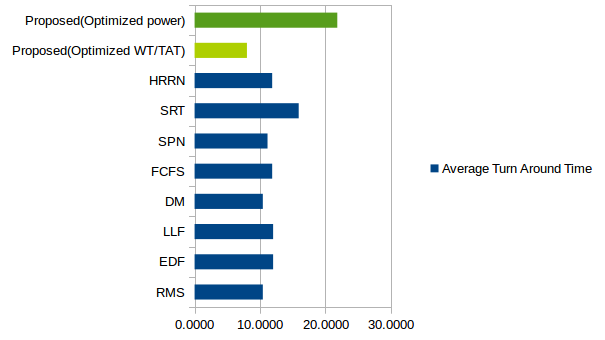 Proposed(Optimized power)
Proposed(Optimized WT/TAT)
HRRN
SRT
SPN
FCFS
DM
LLF
EDF
RMS
0.0000 10.0000 20.0000 30.0000
Average Turn Around Time